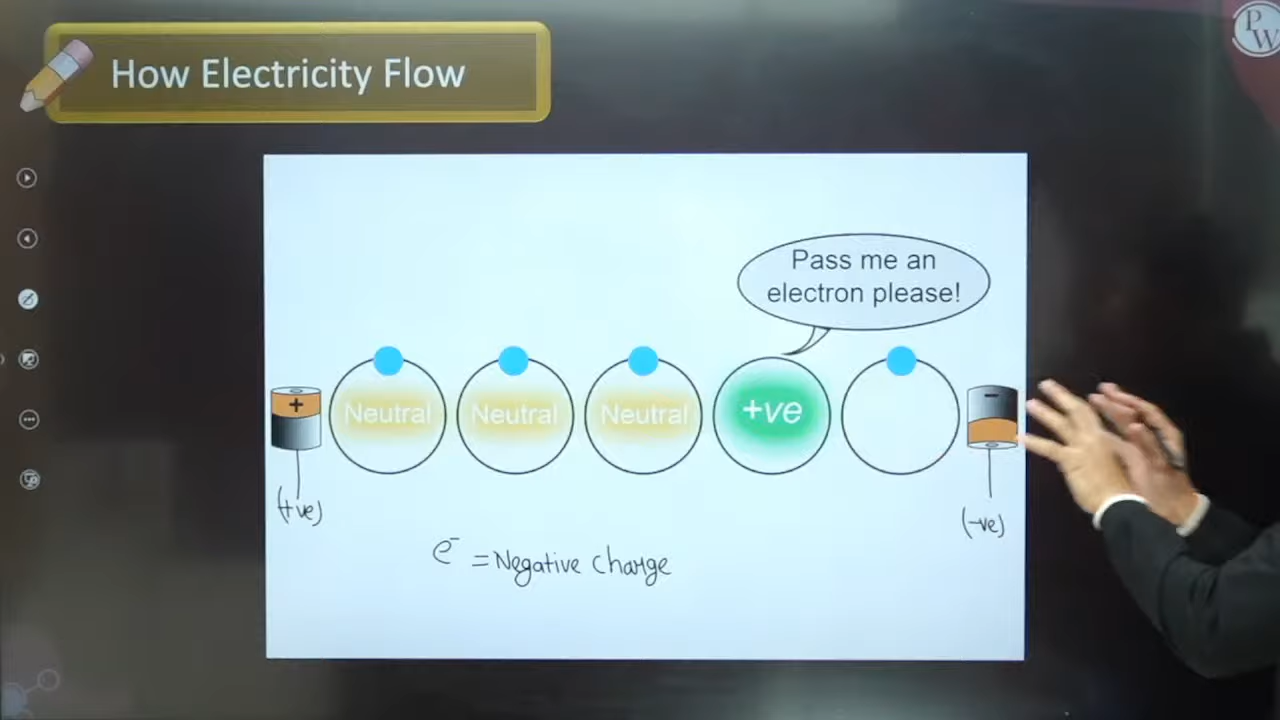 PW
How Electricity Flow
Pass me an
electron please!
+
Neutral
Neutral
Neutral
+ve
-
(+ve)
(-ve)
e⁻ = Negative charge